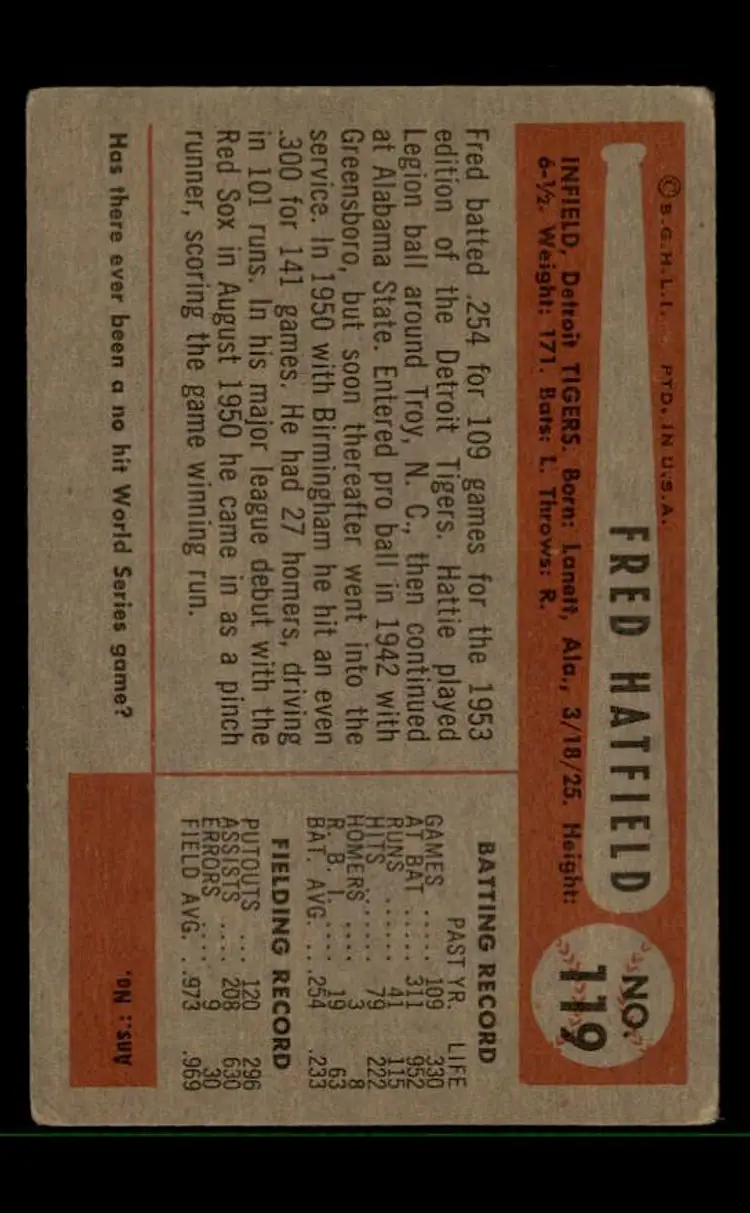 © B.G.H.L.I. PTD. IN U.S.A.
FRED HATFIELD
NO.
119
INFIELD, Detroit TIGERS. Born: Lanett, Ala., 3/18/25. Height:
6-½. Weight: 171. Bats: L. Throws: R.
Fred batted .254 for 109 games for the 1953
edition of the Detroit Tigers. Hattie played
Legion ball around Troy, N. C., then continued
at Alabama State. Entered pro ball in 1942 with
Greensboro, but soon thereafter went into the
service. In 1950 with Birmingham he hit an even
.300 for 141 games. He had 27 homers, driving
in 101 runs. In his major league debut with the
Red Sox in August 1950 he came in as a pinch
runner, scoring the game winning run.
BATTING RECORD
PAST YR. LIFE
GAMES ..... 109 330
AT BAT ..... 311 952
RUNS ...... 41 115
HITS ...... 79 222
HOMERS .... 3 8
R. B. I. .... 19 63
BAT. AVG. ... .254 .233
FIELDING RECORD
PUTOUTS ... 120 296
ASSISTS .... 208 630
ERRORS .... 9 30
FIELD AVG. . .973 .969
Has there ever been a no hit World Series game?
Ans.: No.